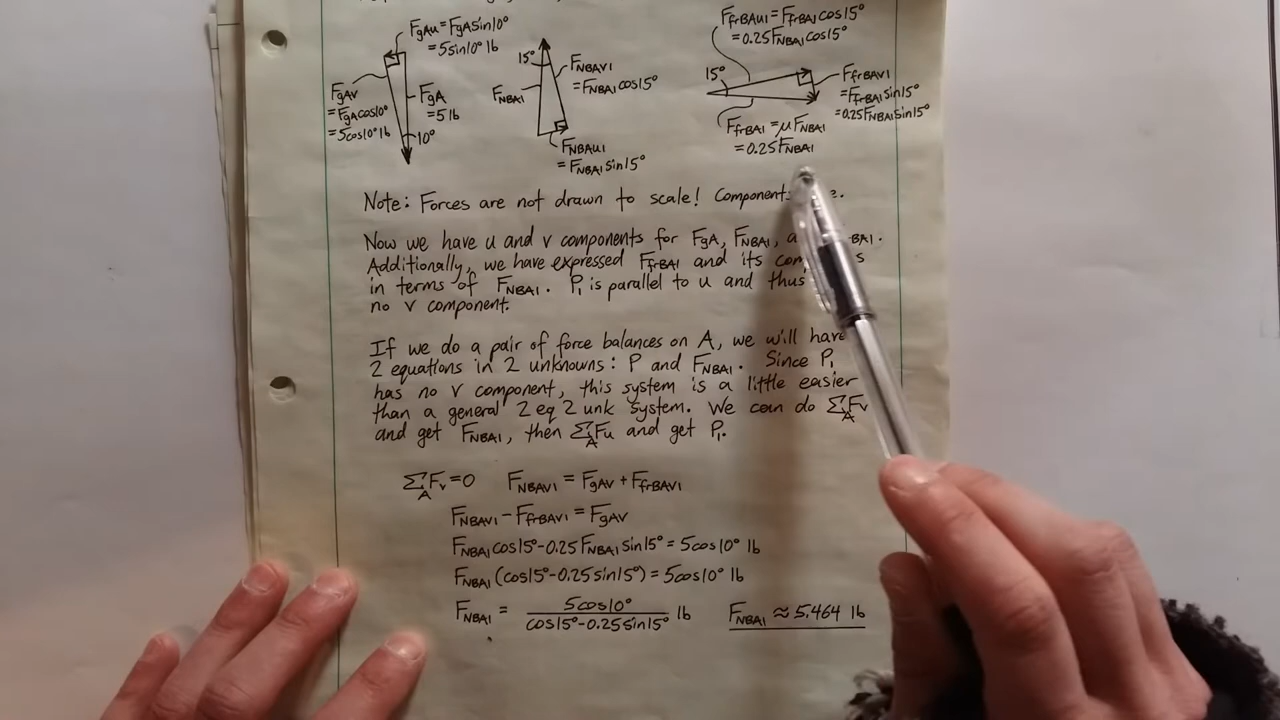 FgAu = FgA sin10°
= 5 sin10° lb
FgAv
= FgA cos10°
= 5cos10° lb
FgA
= 5 lb
10°
15°
FNBAV1
= FNBA1 cos15°
FNBA1
FNBAU1
= FNBA1 sin15°
FfrBAU1 = FfrBA1 cos15°
= 0.25 FNBA1 cos15°
15°
FfrBAV1
= FfrBA1 sin15°
= 0.25 FNBA1 sin15°
FfrBA1 = μ FNBA1
= 0.25 FNBA1
Note: Forces are not drawn to scale! Component
Now we have u and v components for FgA, FNBA1, BA1.
Additionally, we have expressed FfrBA1 and its
in terms of FNBA1. P1 is parallel to u and thus
no v component.
If we do a pair of force balances on A, we will have
2 equations in 2 unknowns: P and FNBA1. Since P1
has no v component, this system is a little easier
than a general 2 eq 2 unk system. We can do ΣFv
A
and get FNBA1, then ΣFu and get P1.
A
ΣFv = 0 FNBAV1 = FgAV + FfrBAV1
A
FNBAV1 - FfrBAV1 = FgAV
FNBA1 cos15° - 0.25 FNBA1 sin15° = 5cos10° lb
FNBA1 (cos15° - 0.25 sin15°) = 5cos10° lb
FNBA1 = 5cos10° / cos15° - 0.25 sin15° lb FNBA1 ≈ 5.464 lb